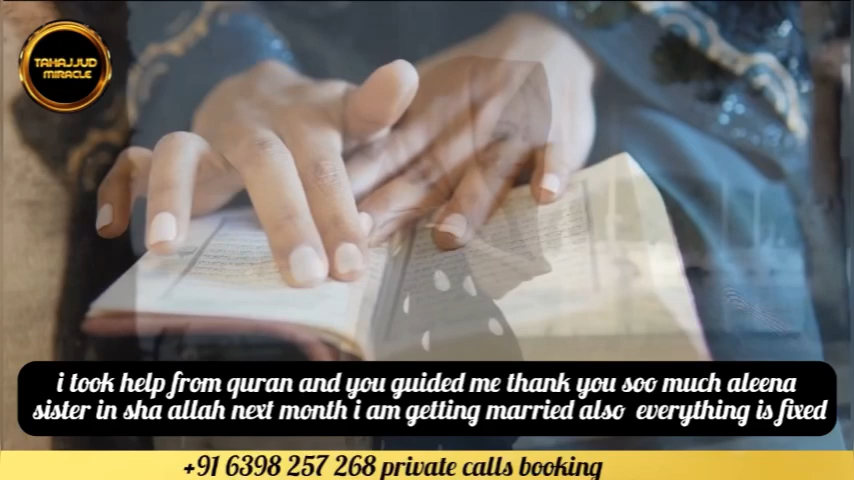 TAHAJJUD
MIRACLE
i took help from quran and you guided me thank you soo much aleena
sister in sha allah next month i am getting married also everything is fixed
+91 6398 257 268 private calls booking